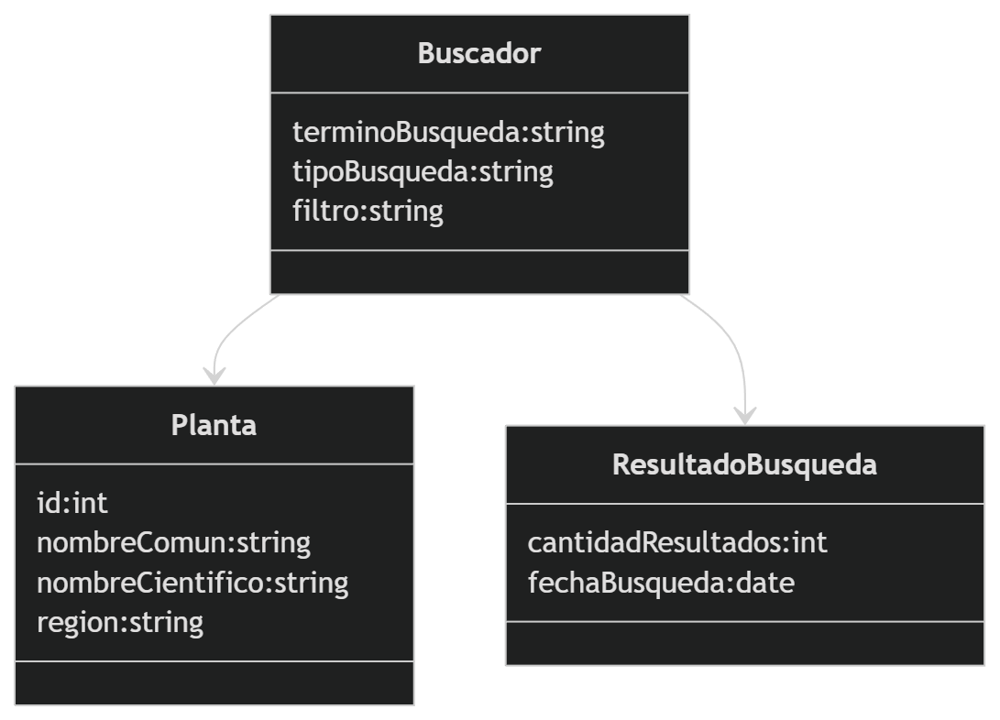 Buscador
terminoBusqueda:string
tipoBusqueda:string
filtro:string
Planta
id:int
nombreComun:string
nombreCientifico:string
region:string
ResultadoBusqueda
cantidadResultados:int
fechaBusqueda:date